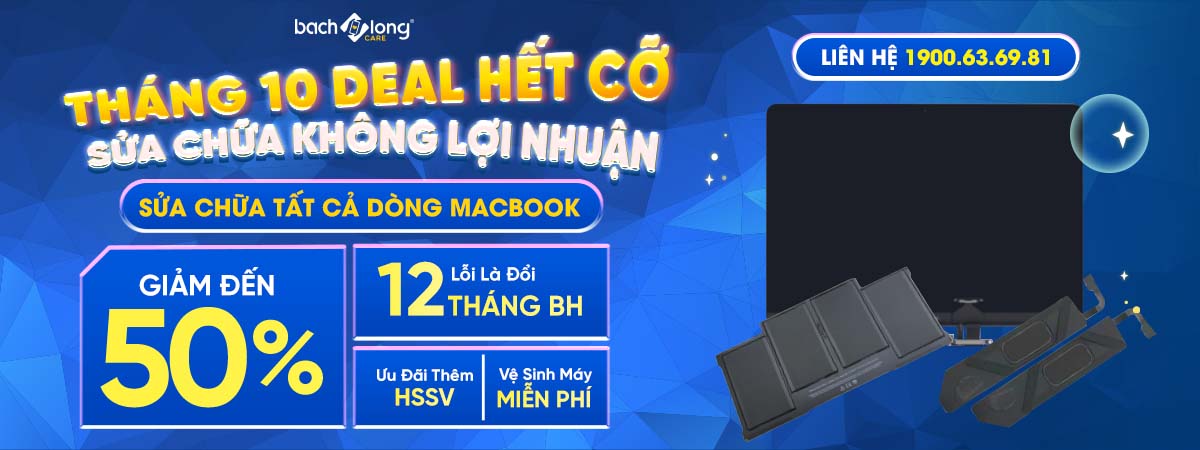 bach long
CARE
THÁNG 10 DEAL HẾT CỠ
SỬA CHỮA KHÔNG LỢI NHUẬN
SỬA CHỮA TẤT CẢ DÒNG MACBOOK
GIẢM ĐẾN
50%
12 Lỗi Là Đổi
THÁNG BH
Ưu Đãi Thêm
HSSV
Vệ Sinh Máy
MIỄN PHÍ
LIÊN HỆ 1900.63.69.81